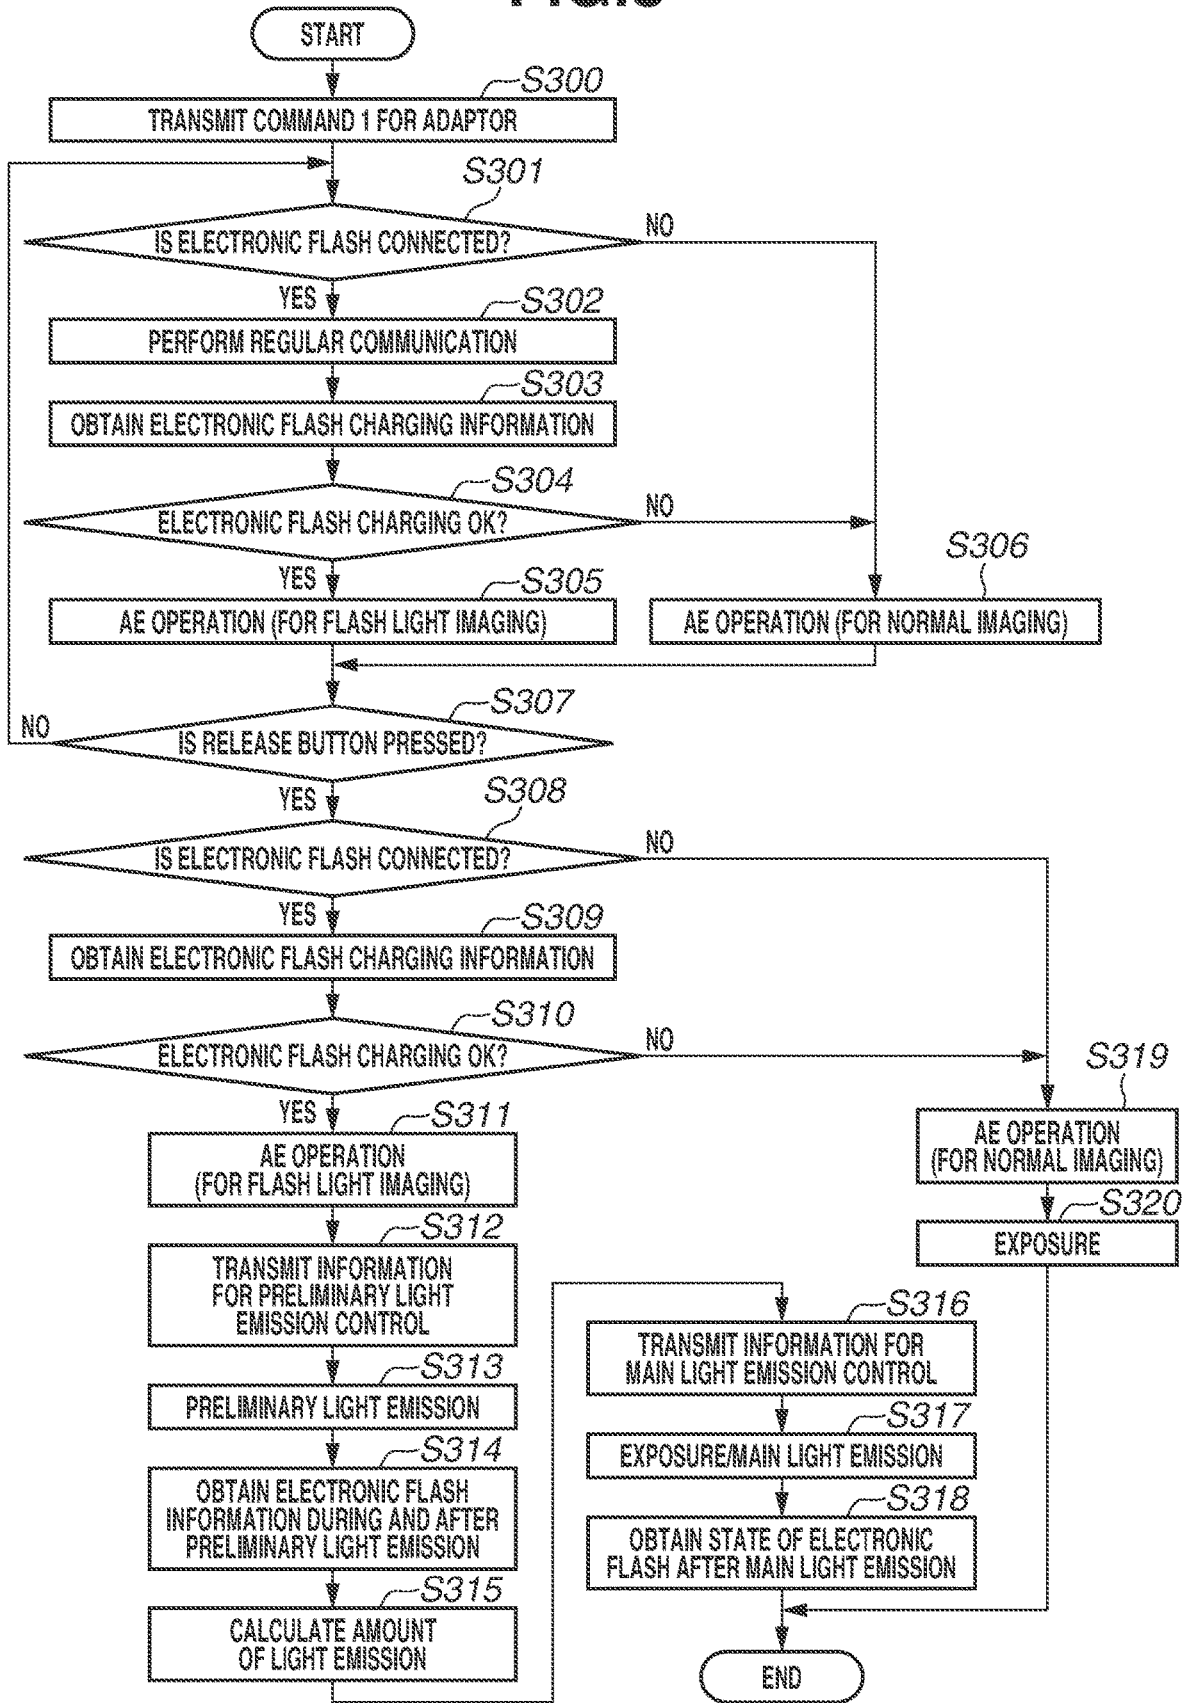 START
S300
TRANSMIT COMMAND 1 FOR ADAPTOR
S301
IS ELECTRONIC FLASH CONNECTED?
NO
YES
S302
PERFORM REGULAR COMMUNICATION
S303
OBTAIN ELECTRONIC FLASH CHARGING INFORMATION
S304
ELECTRONIC FLASH CHARGING OK?
NO
YES
S305
AE OPERATION (FOR FLASH LIGHT IMAGING)
S306
AE OPERATION (FOR NORMAL IMAGING)
S307
NO
IS RELEASE BUTTON PRESSED?
YES
S308
IS ELECTRONIC FLASH CONNECTED?
NO
YES
S309
OBTAIN ELECTRONIC FLASH CHARGING INFORMATION
S310
ELECTRONIC FLASH CHARGING OK?
NO
YES
S311
AE OPERATION
(FOR FLASH LIGHT IMAGING)
S312
TRANSMIT INFORMATION
FOR PRELIMINARY LIGHT
EMISSION CONTROL
S313
PRELIMINARY LIGHT EMISSION
S314
OBTAIN ELECTRONIC FLASH
INFORMATION DURING AND AFTER
PRELIMINARY LIGHT EMISSION
S315
CALCULATE AMOUNT
OF LIGHT EMISSION
S316
TRANSMIT INFORMATION FOR
MAIN LIGHT EMISSION CONTROL
S317
EXPOSURE/MAIN LIGHT EMISSION
S318
OBTAIN STATE OF ELECTRONIC
FLASH AFTER MAIN LIGHT EMISSION
S319
AE OPERATION
(FOR NORMAL IMAGING)
S320
EXPOSURE
END